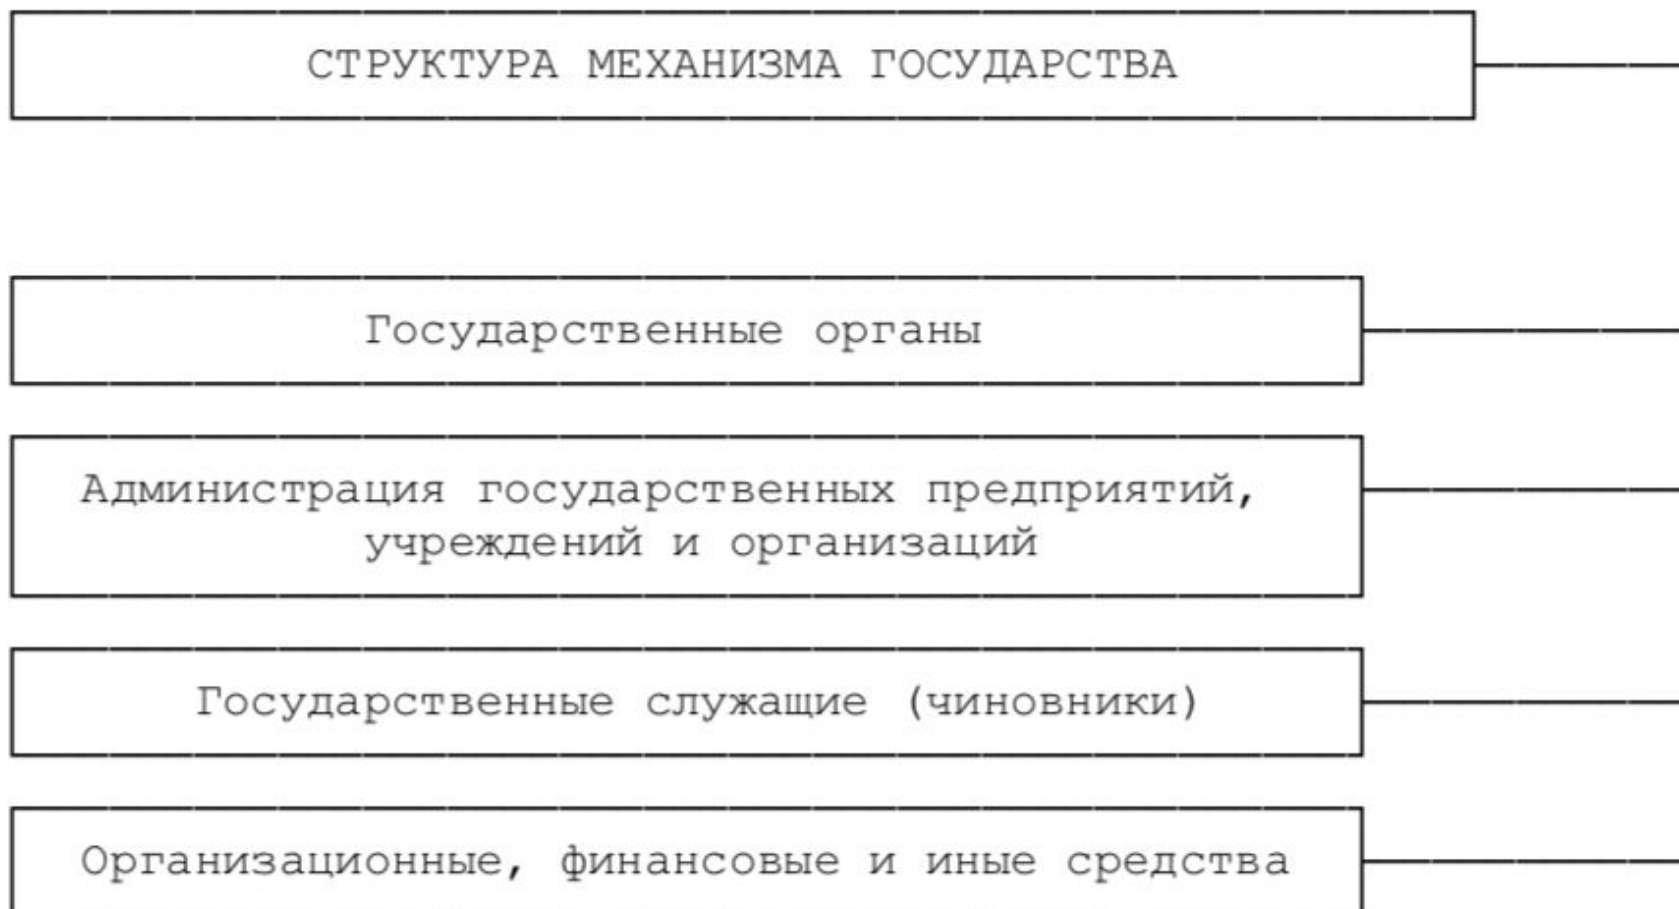 СТРУКТУРА МЕХАНИЗМА ГОСУДАРСТВА
Государственные органы
Администрация государственных предприятий,
учреждений и организаций
Государственные служащие (чиновники)
Организационные, финансовые и иные средства